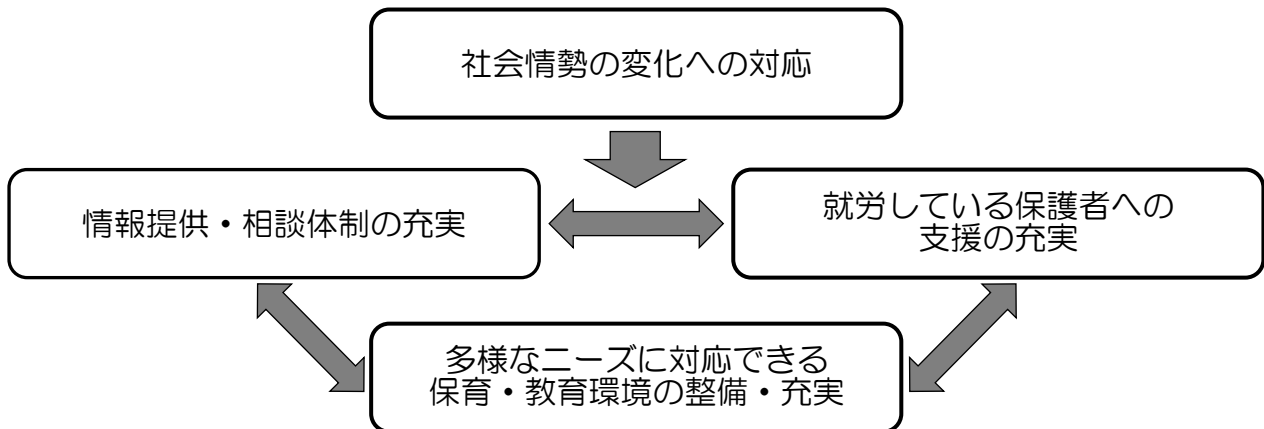 社会情勢の変化への対応
情報提供・相談体制の充実
就労している保護者への
支援の充実
多様なニーズに対応できる
保育・教育環境の整備・充実